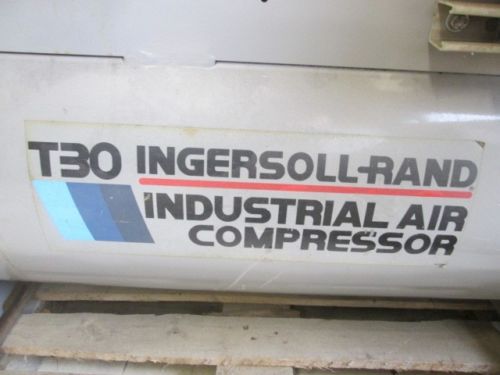 T30 INGERSOLL-RAND
INDUSTRIAL AIR
COMPRESSOR